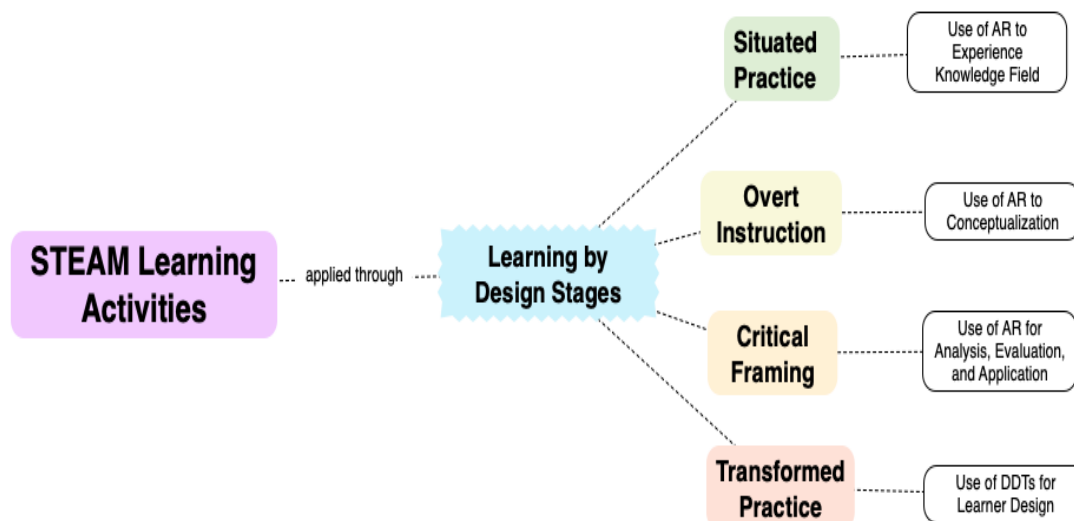 STEAM Learning
Activities
applied through
Learning by
Design Stages
Situated
Practice
Use of AR to
Experience
Knowledge Field
Overt
Instruction
Use of AR to
Conceptualization
Critical
Framing
Use of AR for
Analysis, Evaluation,
and Application
Transformed
Practice
Use of DDTs for
Learner Design